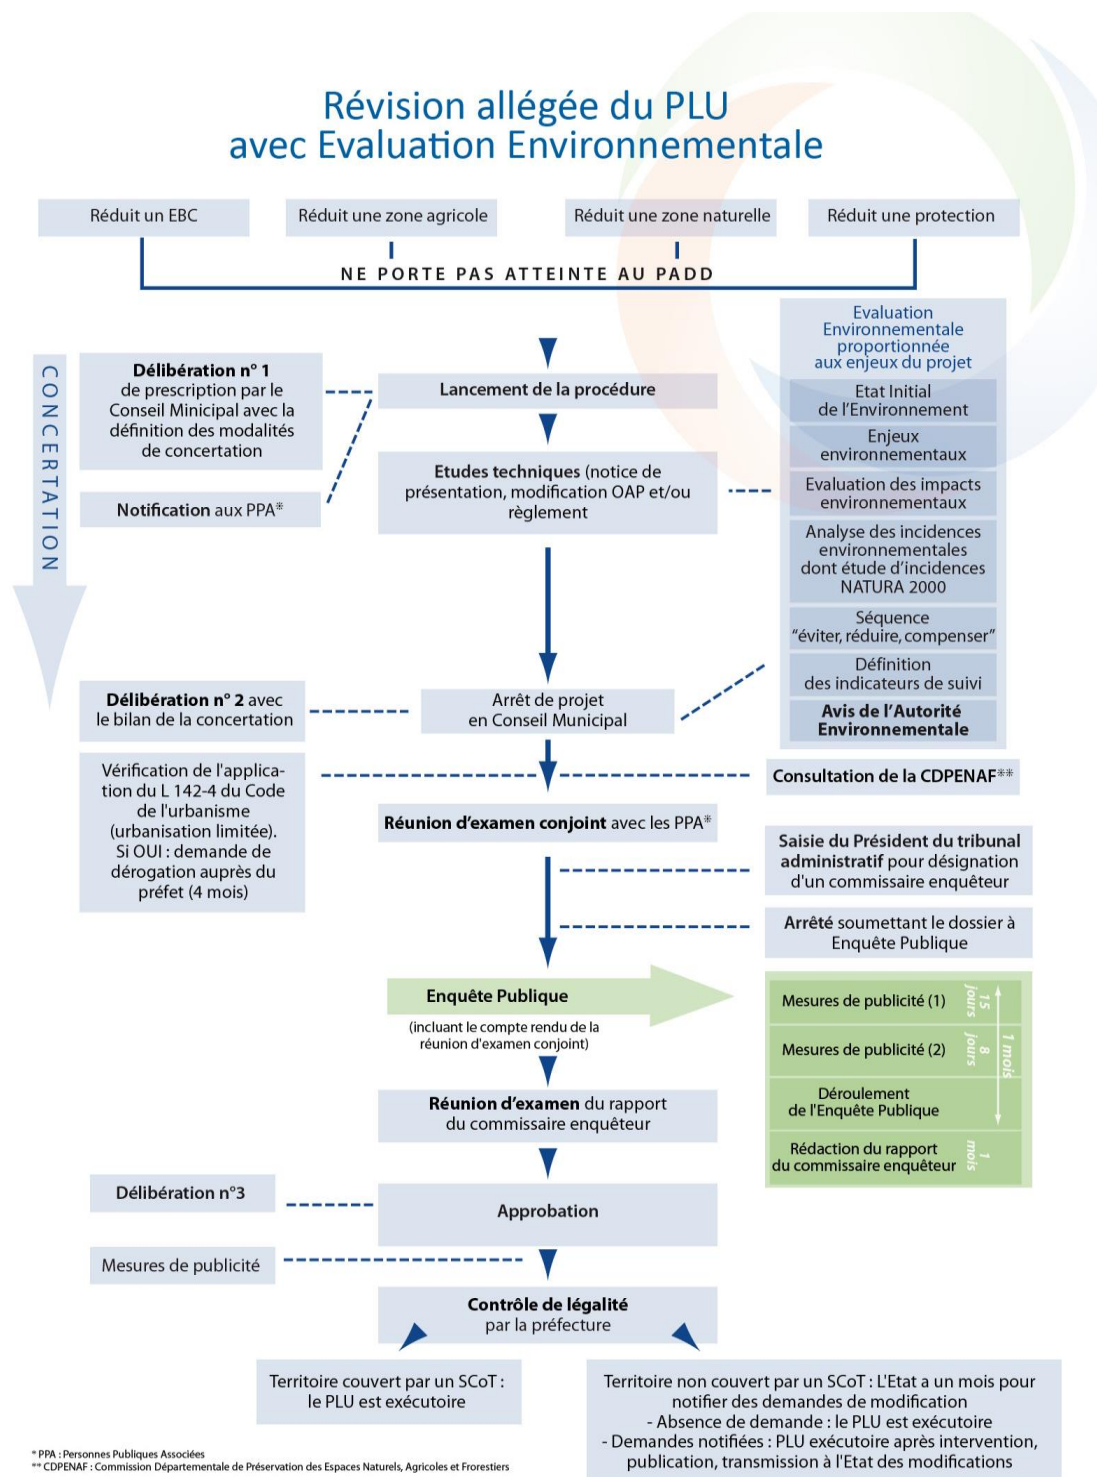 Révision allégée du PLU
avec Evaluation Environnementale
Réduit un EBC
Réduit une zone agricole
Réduit une zone naturelle
Réduit une protection
NE PORTE PAS ATTEINTE AU PADD
CONCERTATION
Délibération n° 1
de prescription par le
Conseil Minicipal avec la
définition des modalités
de concertation
Notification aux PPA*
Lancement de la procédure
Etudes techniques (notice de
présentation, modification OAP et/ou
règlement
Evaluation
Environnementale
proportionnée
aux enjeux du projet
Etat Initial
de l’Environnement
Enjeux
environnementaux
Evaluation des impacts
environnementaux
Analyse des incidences
environnementales
dont étude d’incidences
NATURA 2000
Séquence
“éviter, réduire, compenser”
Définition
des indicateurs de suivi
Avis de l’Autorité
Environnementale
Délibération n° 2 avec
le bilan de la concertation
Arrêt de projet
en Conseil Municipal
Vérification de l'applica-
tion du L 142-4 du Code
de l'urbanisme
(urbanisation limitée).
Si OUI : demande de
dérogation auprès du
préfet (4 mois)
Consultation de la CDPENAF**
Réunion d’examen conjoint avec les PPA*
Saisie du Président du tribunal
administratif pour désignation
d'un commissaire enquêteur
Arrêté soumettant le dossier à
Enquête Publique
Enquête Publique
(incluant le compte rendu de la
réunion d'examen conjoint)
Mesures de publicité (1)
15
jours
Mesures de publicité (2)
8
jours
1 mois
Déroulement
de l'Enquête Publique
Rédaction du rapport
du commissaire enquêteur
1
mois
Réunion d’examen du rapport
du commissaire enquêteur
Délibération n°3
Approbation
Mesures de publicité
Contrôle de légalité
par la préfecture
Territoire couvert par un SCoT :
le PLU est exécutoire
Territoire non couvert par un SCoT : L'Etat a un mois pour
notifier des demandes de modification
- Absence de demande : le PLU est exécutoire
- Demandes notifiées : PLU exécutoire après intervention,
publication, transmission à l'Etat des modifications
* PPA : Personnes Publiques Associées
** CDPENAF : Commission Départementale de Préservation des Espaces Naturels, Agricoles et Frorestiers